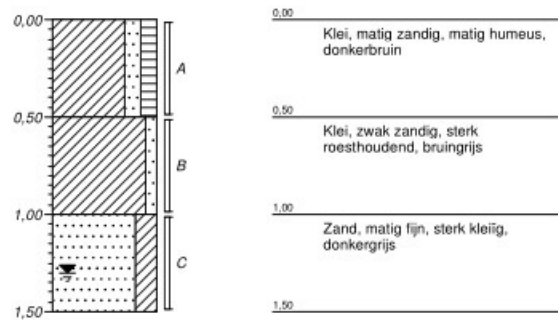 0,00
A
0,50
B
1,00
C
1,50
0,00
Klei, matig zandig, matig humeus,
donkerbruin
0,50
Klei, zwak zandig, sterk
roesthoudend, bruingrijs
1,00
Zand, matig fijn, sterk kleiïg,
donkergrijs
1,50